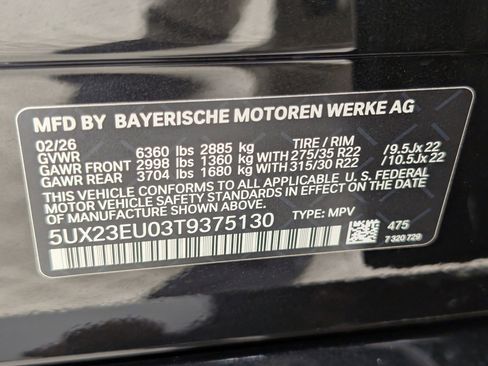 MFD BY BAYERISCHE MOTOREN WERKE AG
02/26 TIRE / RIM
GVWR 6360 lbs 2885 kg
GAWR FRONT 2998 lbs 1360 kg WITH 275/35 R22 /9.5Jx 22
GAWR REAR 3704 lbs 1680 kg WITH 315/30 R22 /10.5Jx 22
THIS VEHICLE CONFORMS TO ALL APPLICABLE U.S. FEDERAL
MOTOR VEHICLE SAFETY STANDARDS IN EFFECT ON THE DATE
OF MANUFACTURE SHOWN ABOVE.
5UX23EU03T9375130 TYPE: MPV 475
7 320 729